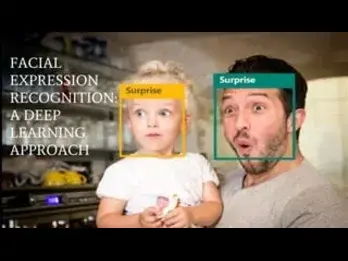 FACIAL
EXPRESSION
RECOGNITION:
A DEEP
LEARNING
APPROACH
Surprise
Surprise